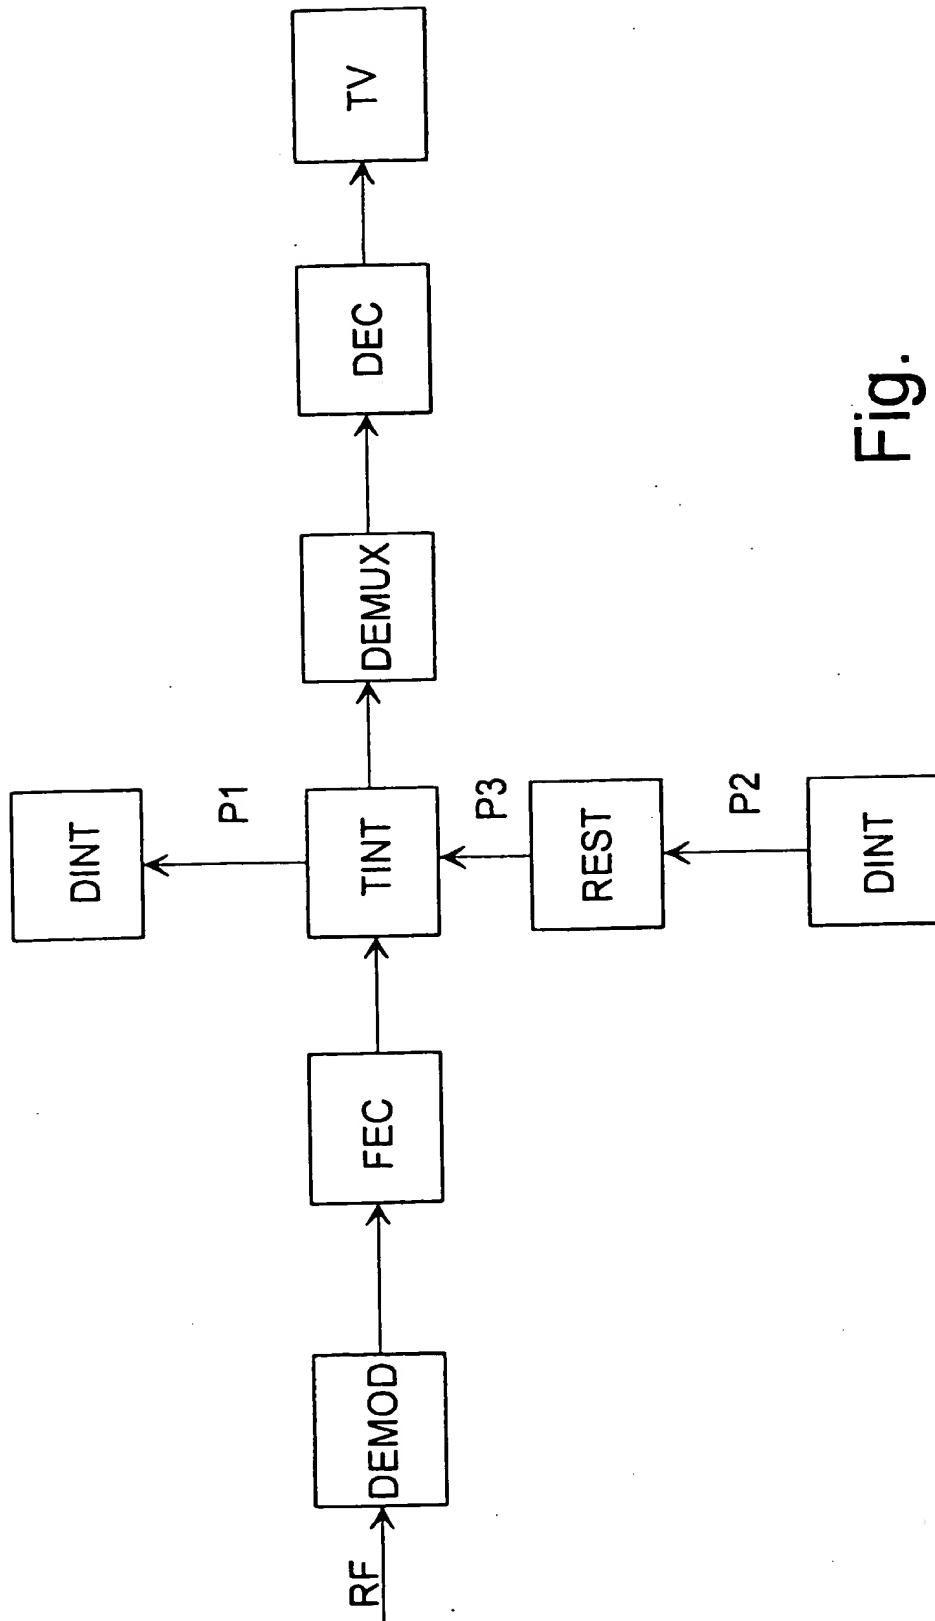 DINT
P1
RF
DEMOD
FEC
TINT
DEMUX
DEC
TV
P3
REST
P2
DINT
Fig.